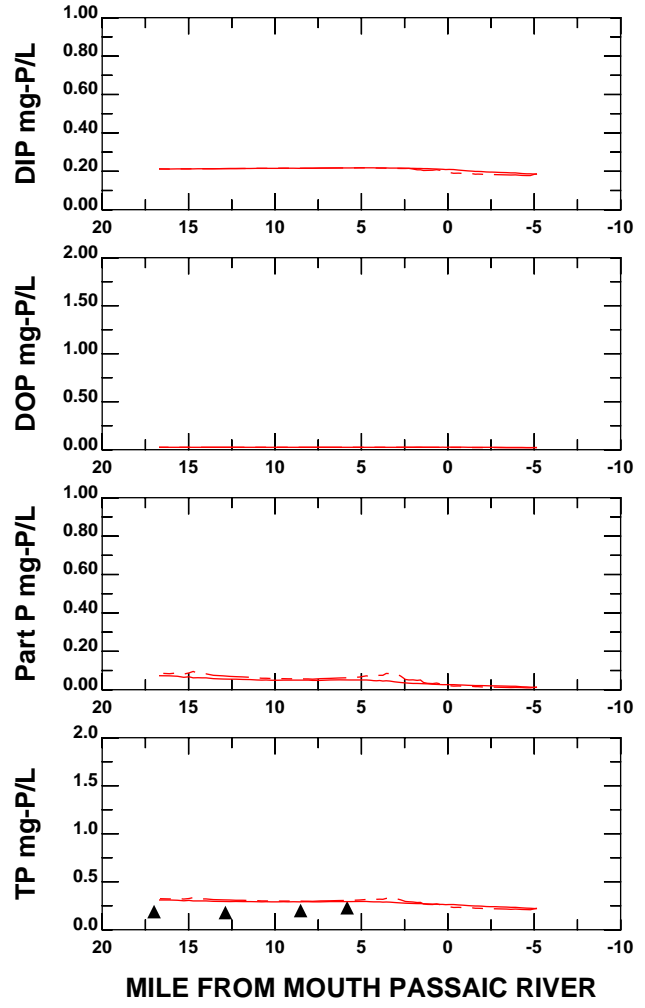 DIP mg-P/L
1.00
0.80
0.60
0.40
0.20
0.00
20 15 10 5 0 -5 -10
DOP mg-P/L
2.00
1.50
1.00
0.50
0.00
20 15 10 5 0 -5 -10
Part P mg-P/L
1.00
0.80
0.60
0.40
0.20
0.00
20 15 10 5 0 -5 -10
TP mg-P/L
2.0
1.5
1.0
0.5
0.0
20 15 10 5 0 -5 -10
MILE FROM MOUTH PASSAIC RIVER